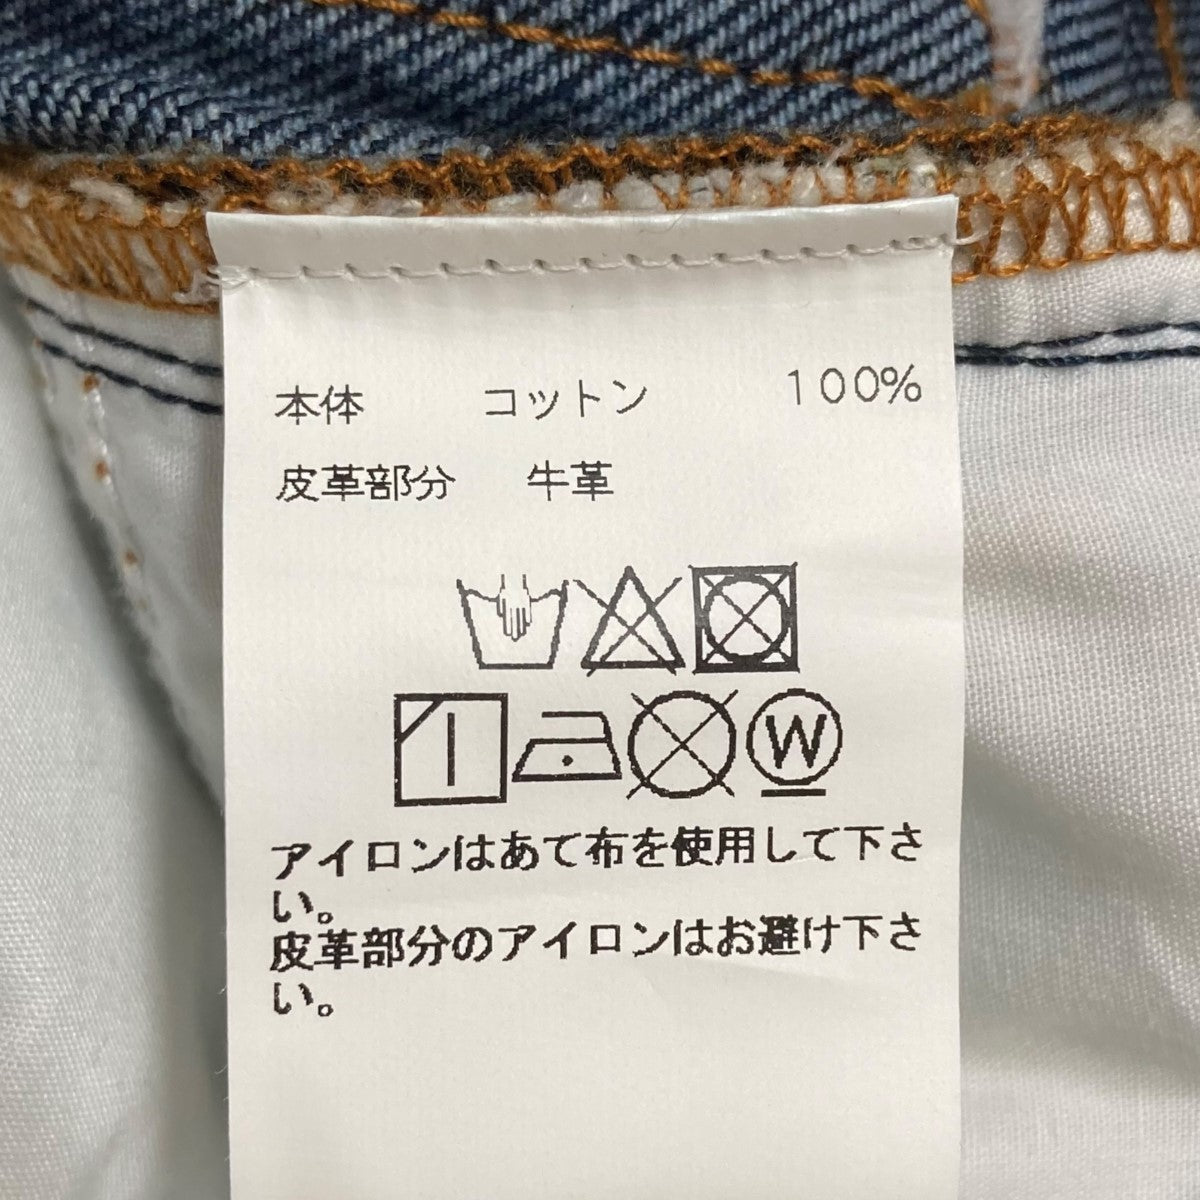 本体 コットン 100%
皮革部分 牛革
W
アイロンはあて布を使用して下さ
い。
皮革部分のアイロンはお避け下さ
い。